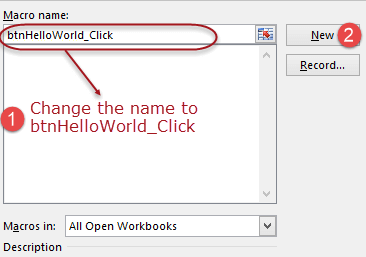 Macro name:
btnHelloWorld_Click
New
2
Record...
1
Change the name to
btnHelloWorld_Click
Macros in:
All Open Workbooks
Description